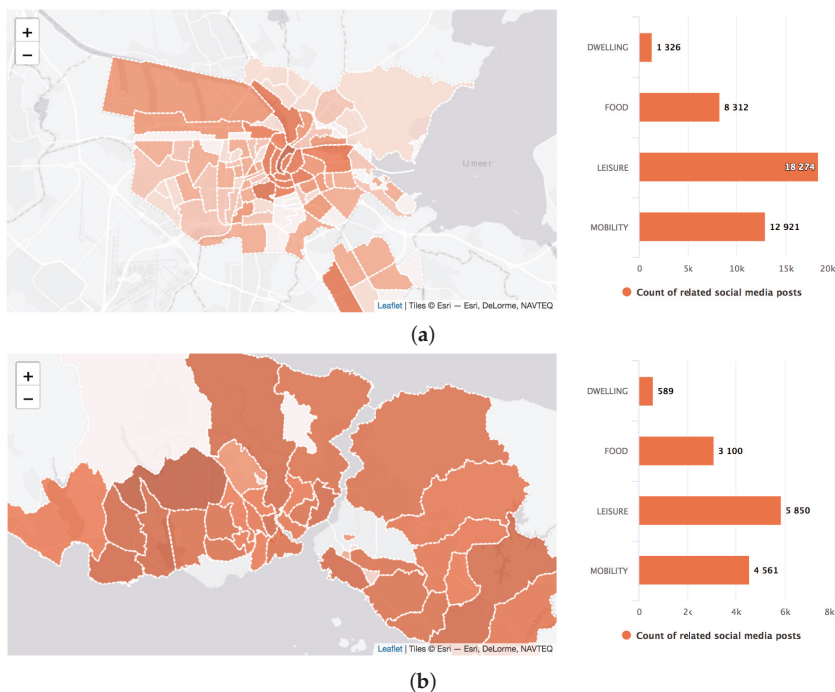 +
−
IJmeer
Leaflet | Tiles © Esri — Esri, DeLorme, NAVTEQ
DWELLING
1 326
FOOD
8 312
LEISURE
18 274
MOBILITY
12 921
0 5k 10k 15k 20k
Count of related social media posts
(a)
+
−
Leaflet | Tiles © Esri — Esri, DeLorme, NAVTEQ
DWELLING
589
FOOD
3 100
LEISURE
5 850
MOBILITY
4 561
0 2k 4k 6k 8k
Count of related social media posts
(b)